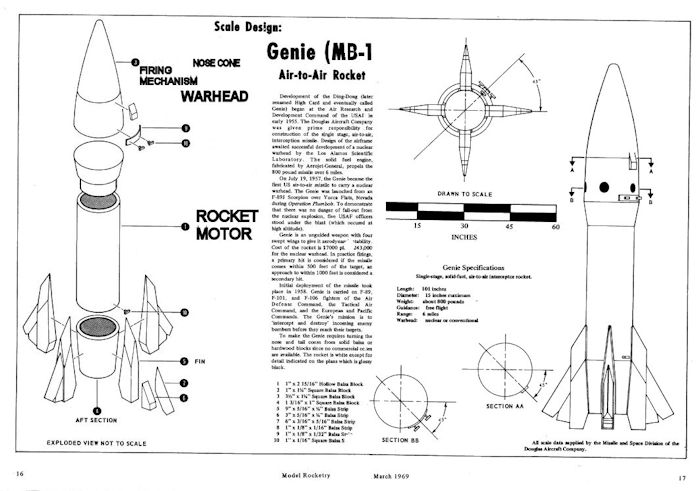 Scale Design:
Genie (MB-1
Air-to-Air Rocket
NOSE CONE
FIRING
MECHANISM
WARHEAD
ROCKET
MOTOR
FIN
AFT SECTION
EXPLODED VIEW NOT TO SCALE
Development of the Ding-Dong (later
renamed High Card and eventually called
Genie) began at the Air Research and
Development Command of the USAF in
early 1955. The Douglas Aircraft Company
was given prime responsibility for
construction of the single stage, air-to-air,
interception missile. Design of the airframe
awaited successful development of a nuclear
warhead by the Los Alamos Scientific
Laboratory. The solid fuel engine,
fabricated by Aerojet-General, propels the
800 pound missile over 6 miles.
On July 19, 1957, the Genie became the
first US air-to-air missile to carry a nuclear
warhead. The Genie was launched from an
F-89J Scorpion over Yucca Flats, Nevada
during Operation Plumbob. To demonstrate
that there was no danger of fall-out from
the nuclear explosion, five USAF officers
stood under the blast (which occured at
high altitude).
Genie is an unguided weapon with four
swept wings to give it aerodynam stability.
Cost of the rocket is $7000 pl 243,000
for the nuclear warhead. In practice firings,
a primary hit is considered if the missile
comes within 500 feet of the target, an
approach to within 1000 feet is considered a
secondary hit.
Initial deployment of the missile took
place in 1958. Genie is carried on F-89,
F-101, and F-106 fighters of the Air
Defense Command, the Tactical Air
Command, and the European and Pacific
Commands. The Genie's mission is to
'intercept and destroy' incoming enemy
bombers before they reach their targets.
To make the Genie requires turning the
nose and tail cones from solid balsa or
hardwood blocks since no commercial ones
are available. The rocket is white except for
detail indicated on the plans which is glossy
black.
1 1" x 2 15/16" Hollow Balsa Block
2 1" x 1¾" Square Balsa Block
3 3½" x 1¾" Square Balsa Block
4 1 3/16" x 1" Square Balsa Block
5 9" x 5/16" x ¼" Balsa Strip
6 3" x 5/16" x ¼" Balsa Strip
7 6" x 3/16" x 5/16" Balsa Strip
8 1" x 1/8" x 1/16" Balsa Strip
9 1" x 1/8" x 1/32" Balsa Strip
10 1" x 1/16" Square Balsa S
45°
DRAWN TO SCALE
15 30 45 60
INCHES
Genie Specifications
Single-stage, solid-fuel, air-to-air interceptor rocket.
Length: 101 inches
Diameter: 15 inches maximum
Weight: about 800 pounds
Guidance: free flight
Range: 6 miles
Warhead: nuclear or conventional
45°
SECTION BB
45°
SECTION AA
A A
B B
All scale data supplied by the Missile and Space Division of the
Douglas Aircraft Company.
16
Model Rocketry March 1969
17